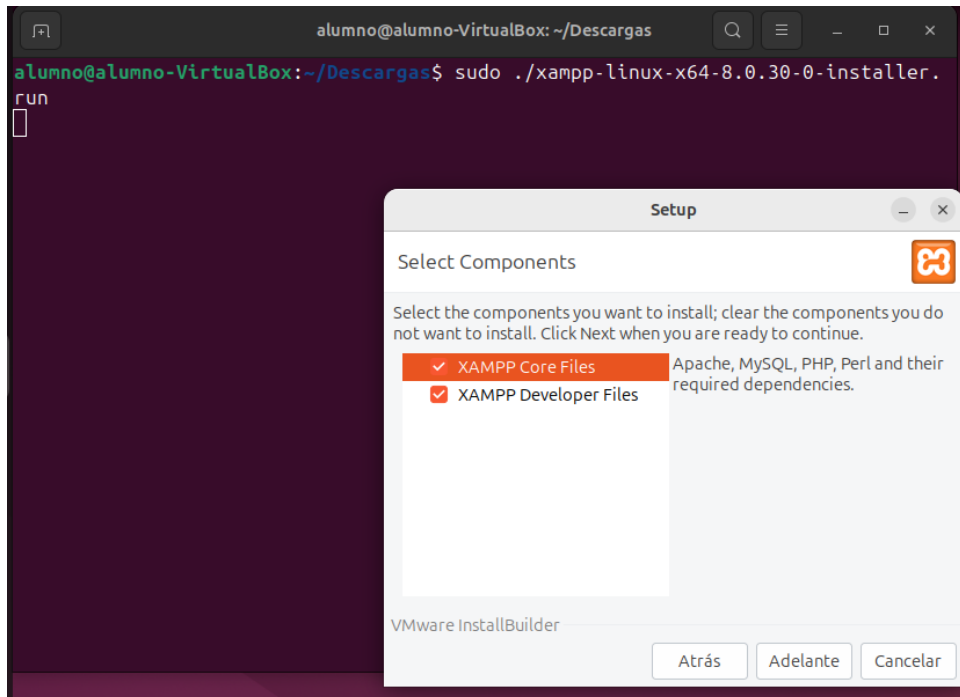 alumno@alumno-VirtualBox: ~/Descargas
alumno@alumno-VirtualBox:~/Descargas$ sudo ./xampp-linux-x64-8.0.30-0-installer.
run
Setup
Select Components
Select the components you want to install; clear the components you do
not want to install. Click Next when you are ready to continue.
XAMPP Core Files
XAMPP Developer Files
Apache, MySQL, PHP, Perl and their
required dependencies.
VMware InstallBuilder
Atrás
Adelante
Cancelar